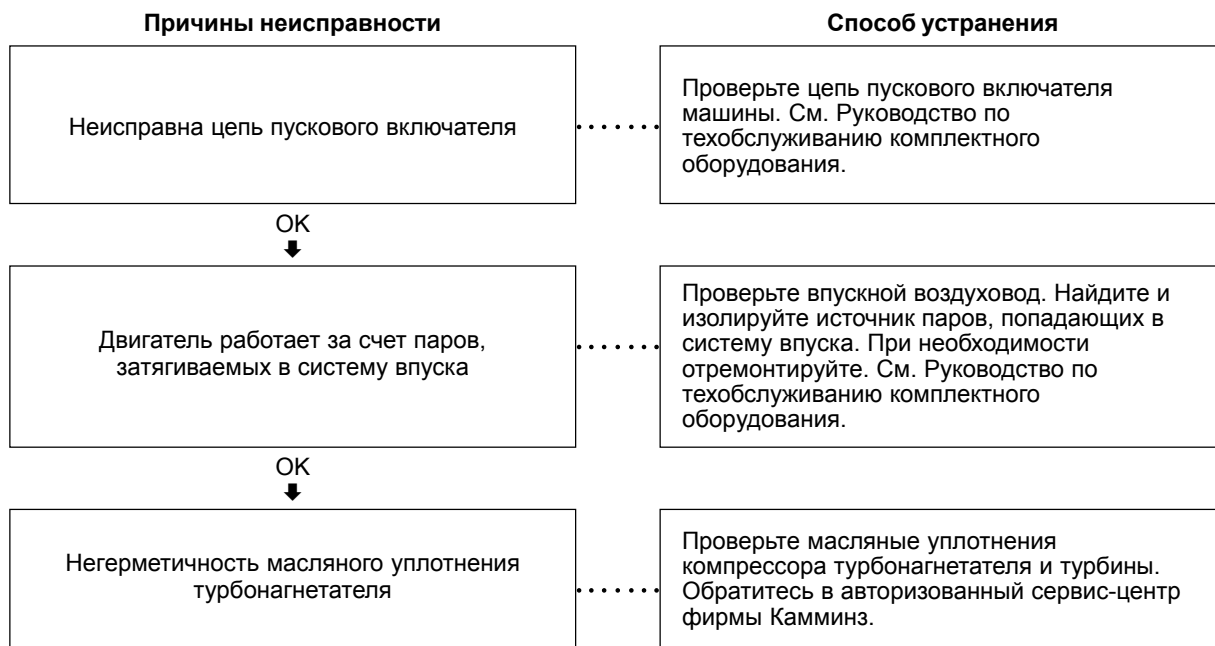 Причины неисправности
Способ устранения
Неисправна цепь пускового включателя
Проверьте цепь пускового включателя
машины. См. Руководство по
техобслуживанию комплектного
оборудования.
OK
Двигатель работает за счет паров,
затягиваемых в систему впуска
Проверьте впускной воздуховод. Найдите и
изолируйте источник паров, попадающих в
систему впуска. При необходимости
отремонтируйте. См. Руководство по
техобслуживанию комплектного
оборудования.
OK
Негерметичность масляного уплотнения
турбонагнетателя
Проверьте масляные уплотнения
компрессора турбонагнетателя и турбины.
Обратитесь в авторизованный сервис-центр
фирмы Камминз.